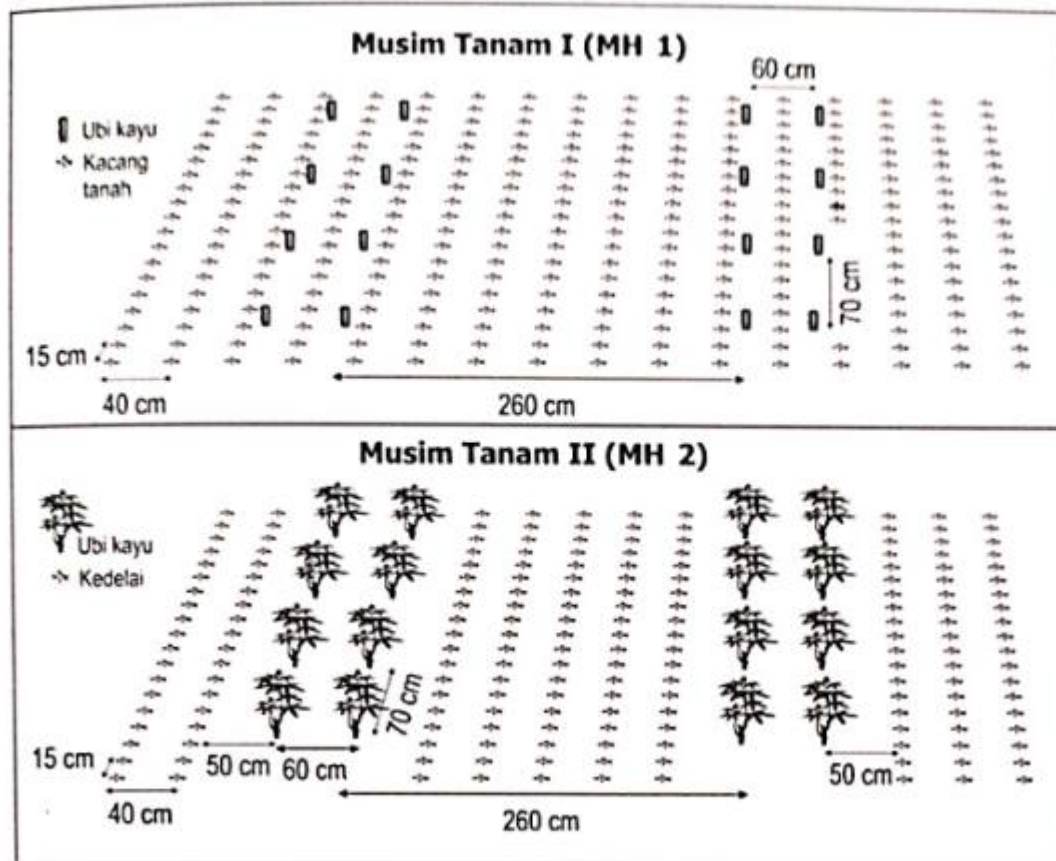 Musim Tanam I (MH 1)
60 cm
Ubi kayu
Kacang
tanah
70 cm
15 cm
40 cm
260 cm
Musim Tanam II (MH 2)
Ubi kayu
Kedelai
70 cm
15 cm
50 cm
60 cm
50 cm
40 cm
260 cm